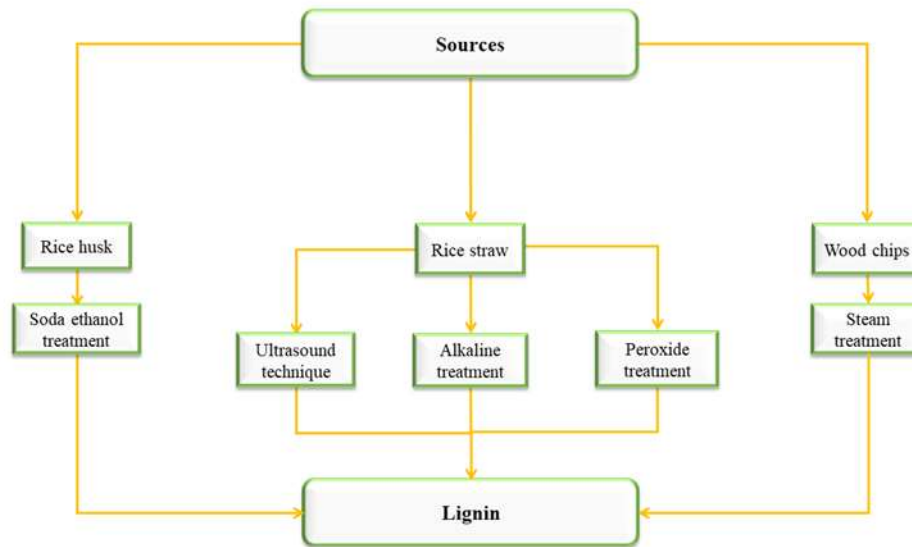 Sources
Rice husk
Rice straw
Wood chips
Soda ethanol
treatment
Ultrasound
technique
Alkaline
treatment
Peroxide
treatment
Steam
treatment
Lignin